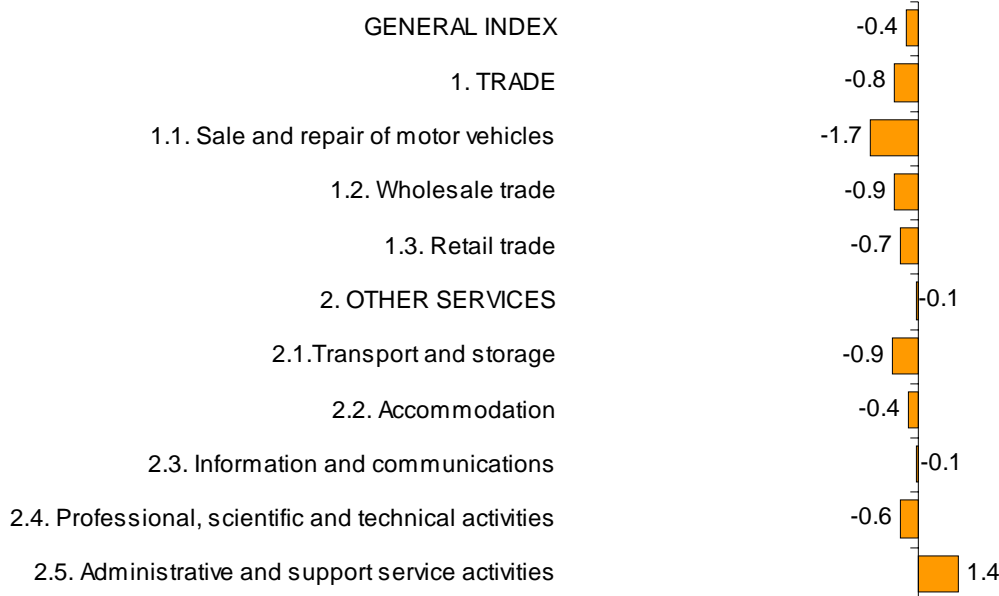 GENERAL INDEX -0.4
1. TRADE -0.8
1.1. Sale and repair of motor vehicles -1.7
1.2. Wholesale trade -0.9
1.3. Retail trade -0.7
2. OTHER SERVICES -0.1
2.1.Transport and storage -0.9
2.2. Accommodation -0.4
2.3. Information and communications -0.1
2.4. Professional, scientific and technical activities -0.6
2.5. Administrative and support service activities 1.4